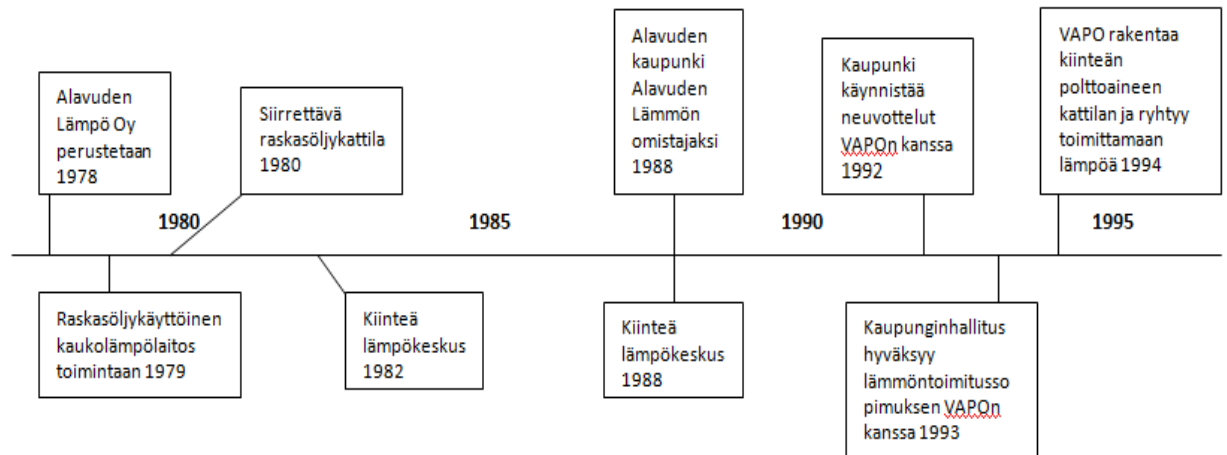 Alavuden
Lämpö Oy
perustetaan
1978
Siirrettävä
raskasöljykattila
1980
Alavuden
kaupunki
Alavuden
Lämmön
omistajaksi
1988
Kaupunki
käynnistää
neuvottelut
VAPOn kanssa
1992
VAPO rakentaa
kiinteän
polttoaineen
kattilan ja ryhtyy
toimittamaan
lämpöä 1994
1980
1985
1990
1995
Raskasöljykäyttöinen
kaukolämpölaitos
toimintaan 1979
Kiinteä
lämpökeskus
1982
Kiinteä
lämpökeskus
1988
Kaupunginhallitus
hyväksyy
lämmöntoimitusso
pimuksen VAPOn
kanssa 1993